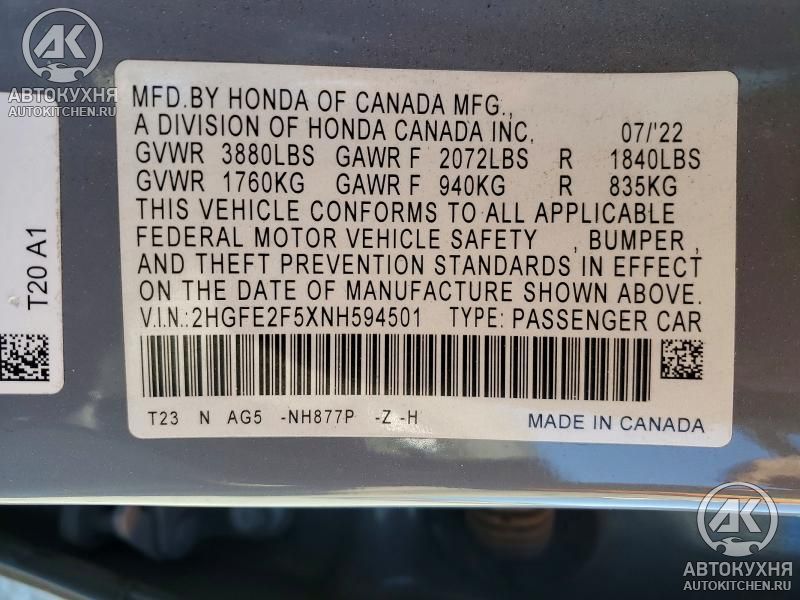 AK
АВТОКУХНЯ
AUTOKITCHEN.RU
T20 A1
MFD.BY HONDA OF CANADA MFG.,
A DIVISION OF HONDA CANADA INC. 07/'22
GVWR 3880LBS GAWR F 2072LBS R 1840LBS
GVWR 1760KG GAWR F 940KG R 835KG
THIS VEHICLE CONFORMS TO ALL APPLICABLE
FEDERAL MOTOR VEHICLE SAFETY , BUMPER ,
AND THEFT PREVENTION STANDARDS IN EFFECT
ON THE DATE OF MANUFACTURE SHOWN ABOVE.
V.I.N.:2HGFE2F5XNH594501 TYPE: PASSENGER CAR
T23 N AG5 -NH877P -Z -H MADE IN CANADA
AK
АВТОКУХНЯ
AUTOKITCHEN.RU